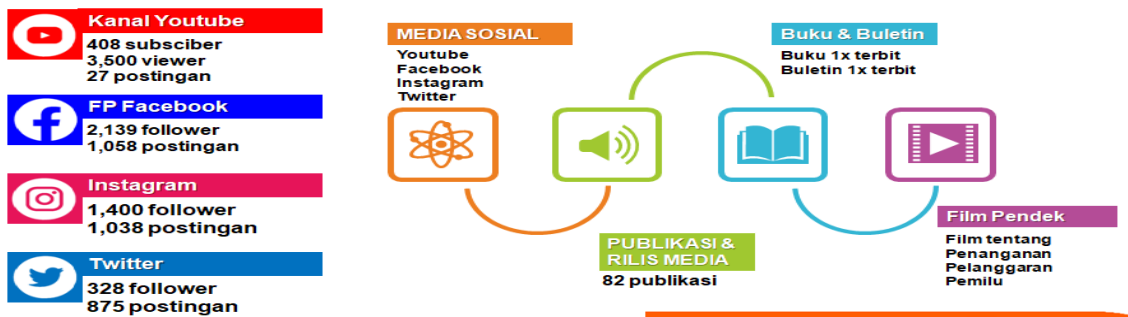 Kanal Youtube
408 subsciber
3,500 viewer
27 postingan
FP Facebook
2,139 follower
1,058 postingan
Instagram
1,400 follower
1,038 postingan
Twitter
328 follower
875 postingan
MEDIA SOSIAL
Youtube
Facebook
Instagram
Twitter
PUBLIKASI &
RILIS MEDIA
82 publikasi
Buku & Buletin
Buku 1x terbit
Buletin 1x terbit
Film Pendek
Film tentang
Penanganan
Pelanggaran
Pemilu